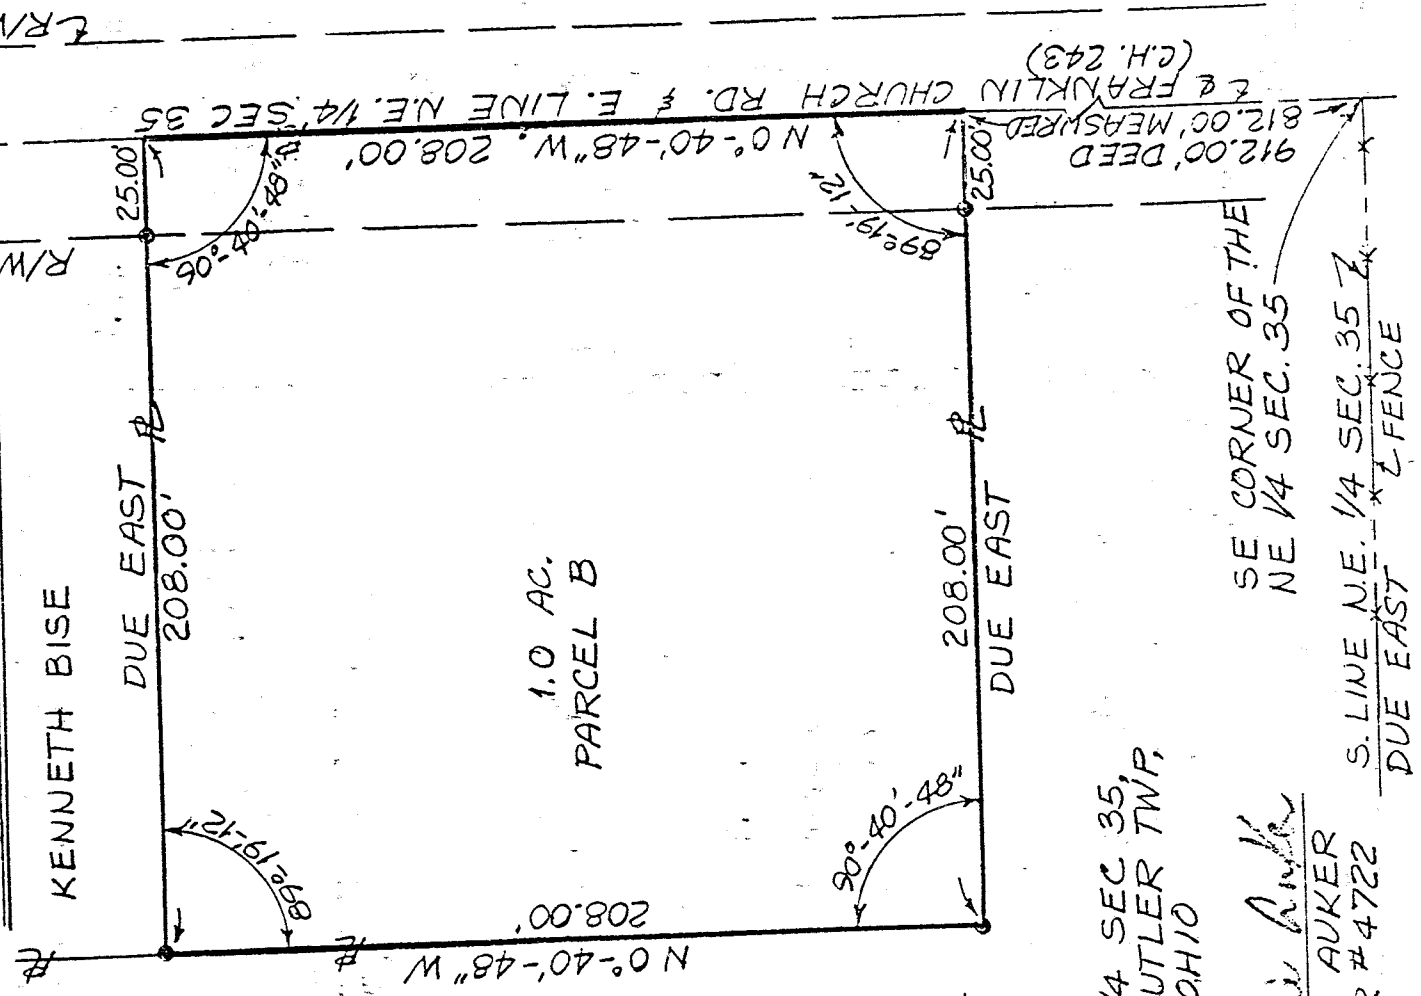 ℄ R/W
R/W
KENNETH BISE
DUE EAST
208.00'
℄ & FRANKLIN CHURCH RD. & E. LINE N.E. 1/4 SEC 35
(C.H. 243)
N 0°-40'-48" W. 208.00'
912.00' DEED
812.00' MEASURED
25.00'
25.00'
90°-40'-48"
89°-19'-12"
89°-19'-12"
90°-40'-48"
1.0 AC.
PARCEL B
208.00'
DUE EAST
208.00'
N 0°-40'-48" W
SE CORNER OF THE
NE 1/4 SEC. 35
S. LINE N.E. 1/4 SEC. 35
DUE EAST
℄ FENCE
/4 SEC 35,
UTLER TWP,
OHIO
AUKER
R #4722
℄
℄
℄
℄